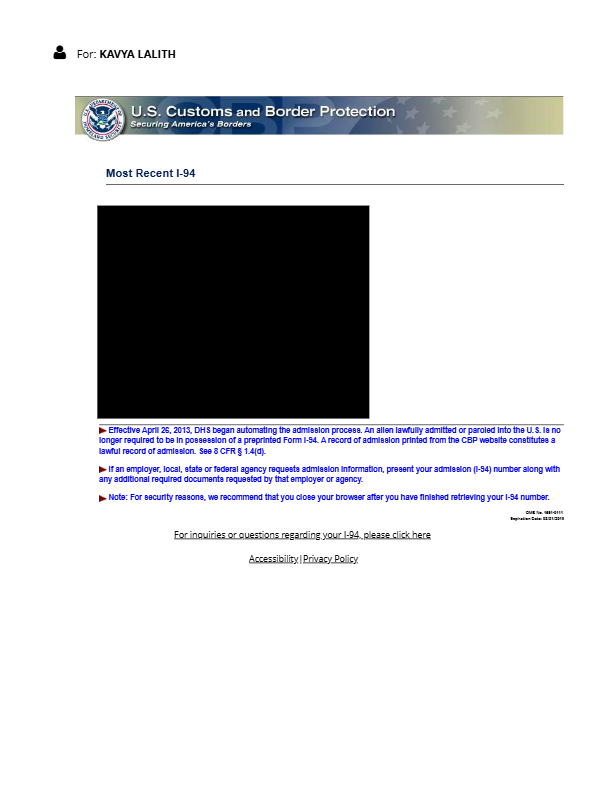 For: KAVYA LALITH
U.S. Customs and Border Protection
Securing America's Borders
Most Recent I-94
Effective April 26, 2013, DHS began automating the admission process. An alien lawfully admitted or paroled into the U.S. is no
longer required to be in possession of a preprinted Form I-94. A record of admission printed from the CBP website constitutes a
lawful record of admission. See 8 CFR § 1.4(d).
If an employer, local, state or federal agency requests admission information, present your admission (I-94) number along with
any additional required documents requested by that employer or agency.
Note: For security reasons, we recommend that you close your browser after you have finished retrieving your I-94 number.
OMB No. 1651-0111
Expiration Date:
For inquiries or questions regarding your I-94, please click here
Accessibility|Privacy Policy